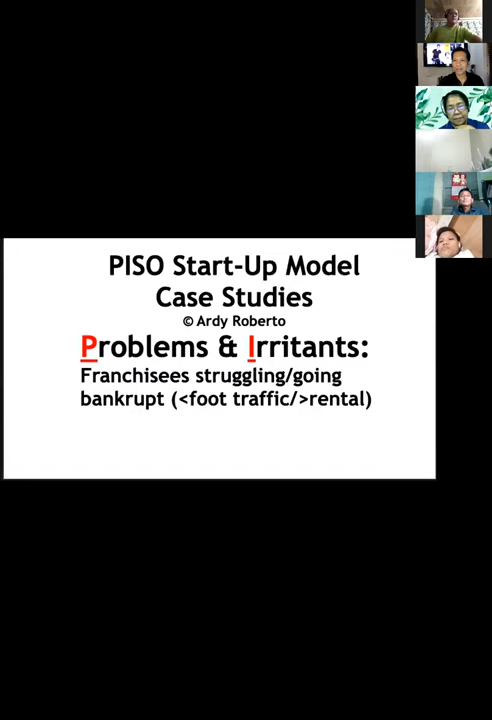 PISO Start-Up Model
Case Studies
© Ardy Roberto
Problems & Irritants:
Franchisees struggling/going
bankrupt (<foot traffic/>rental)